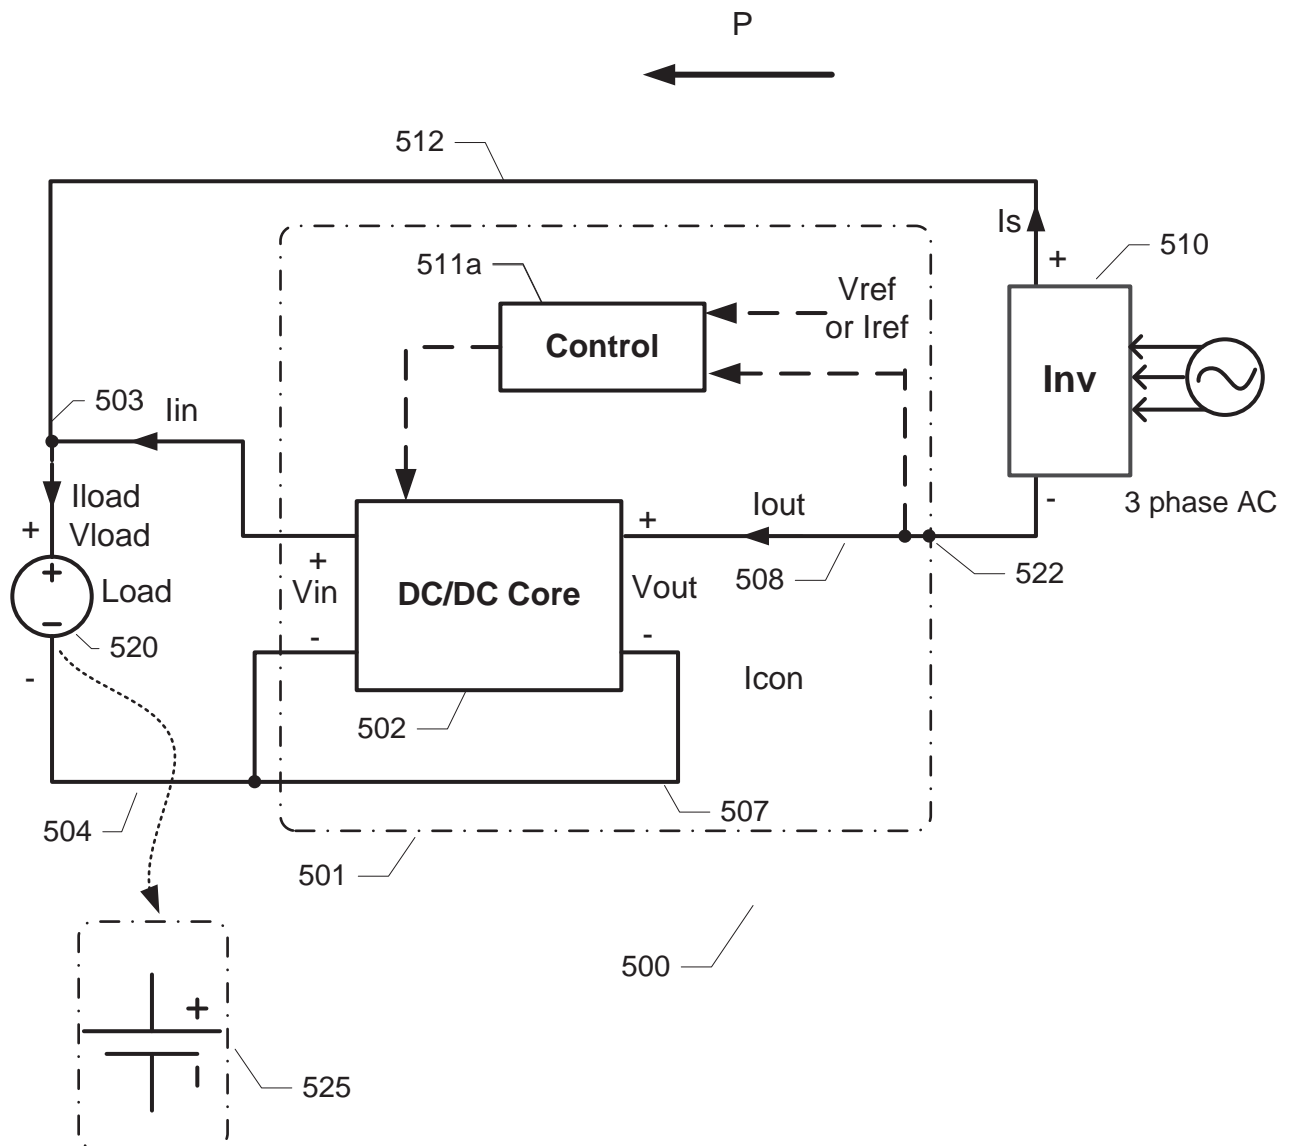 P
512
Is
+
510
511a
Vref
or Iref
Control
Inv
503
Iin
Iload
Vload
+
+
Load
−
520
-
+
Vin
-
DC/DC Core
502
+
Iout
Vout
-
508
522
-
3 phase AC
Icon
504
507
501
500
+
−
525